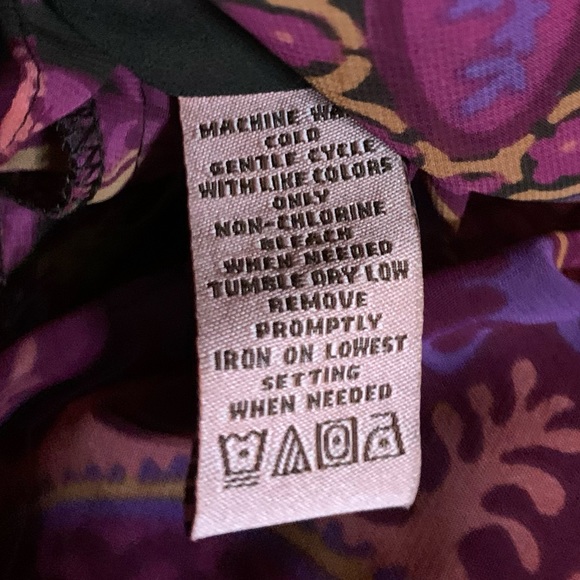 MACHINE WA
COLD
GENTLE CYCLE
WITH LIKE COLORS
ONLY
NON-CHLORINE
BLEACH
WHEN NEEDED
TUMBLE DRY LOW
REMOVE
PROMPTLY
IRON ON LOWEST
SETTING
WHEN NEEDED